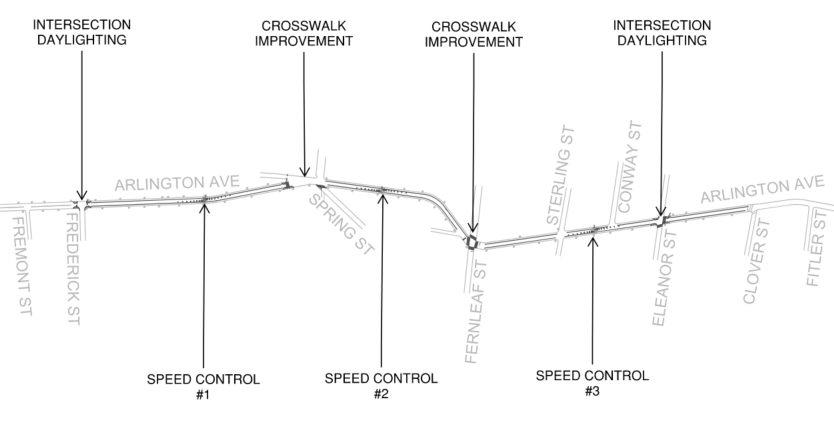 INTERSECTION
DAYLIGHTING
CROSSWALK
IMPROVEMENT
CROSSWALK
IMPROVEMENT
INTERSECTION
DAYLIGHTING
ARLINGTON AVE
SPRING ST
STERLING ST
CONWAY ST
ARLINGTON AVE
FREMONT ST
FREDERICK ST
FERNLEAF ST
ELEANOR ST
CLOVER ST
FITLER ST
SPEED CONTROL
#1
SPEED CONTROL
#2
SPEED CONTROL
#3